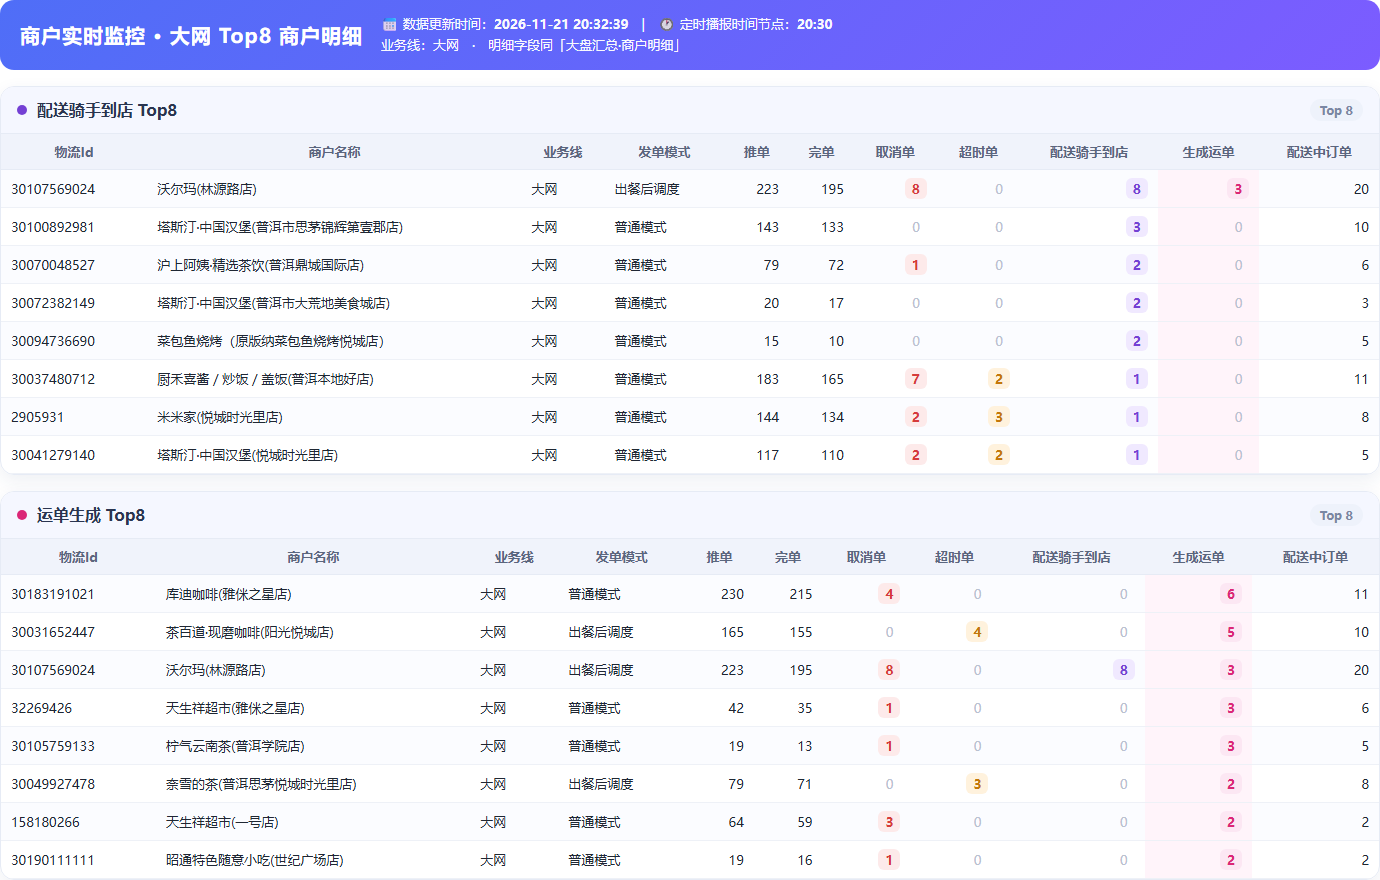 商户实时监控 · 大网 Top8 商户明细
数据更新时间：2026-11-21 20:32:39 | 定时播报时间节点：20:30
业务线：大网 · 明细字段同「大盘汇总·商户明细」
配送骑手到店 Top8 Top 8
物流Id 商户名称 业务线 发单模式 推单 完单 取消单 超时单 配送骑手到店 生成运单 配送中订单
30107569024 沃尔玛(林源路店) 大网 出餐后调度 223 195 8 0 8 3 20
30100892981 塔斯汀·中国汉堡(普洱市思茅锦辉第壹郡店) 大网 普通模式 143 133 0 0 3 0 10
30070048527 沪上阿姨·精选茶饮(普洱鼎城国际店) 大网 普通模式 79 72 1 0 2 0 6
30072382149 塔斯汀·中国汉堡(普洱市大荒地美食城店) 大网 普通模式 20 17 0 0 2 0 3
30094736690 菜包鱼烧烤（原版纳菜包鱼烧烤悦城店） 大网 普通模式 15 10 0 0 2 0 5
30037480712 厨禾喜酱 / 炒饭 / 盖饭(普洱本地好店) 大网 普通模式 183 165 7 2 1 0 11
2905931 米米家(悦城时光里店) 大网 普通模式 144 134 2 3 1 0 8
30041279140 塔斯汀·中国汉堡(悦城时光里店) 大网 普通模式 117 110 2 2 1 0 5
运单生成 Top8 Top 8
物流Id 商户名称 业务线 发单模式 推单 完单 取消单 超时单 配送骑手到店 生成运单 配送中订单
30183191021 库迪咖啡(雅侎之星店) 大网 普通模式 230 215 4 0 0 6 11
30031652447 茶百道·现磨咖啡(阳光悦城店) 大网 出餐后调度 165 155 0 4 0 5 10
30107569024 沃尔玛(林源路店) 大网 出餐后调度 223 195 8 0 8 3 20
32269426 天生祥超市(雅侎之星店) 大网 普通模式 42 35 1 0 0 3 6
30105759133 柠气云南茶(普洱学院店) 大网 普通模式 19 13 1 0 0 3 5
30049927478 奈雪的茶(普洱思茅悦城时光里店) 大网 出餐后调度 79 71 0 3 0 2 8
158180266 天生祥超市(一号店) 大网 普通模式 64 59 3 0 0 2 2
30190111111 昭通特色随意小吃(世纪广场店) 大网 普通模式 19 16 1 0 0 2 2